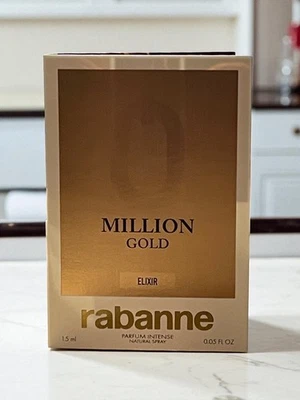 MILLION
GOLD
ELIXIR
rabanne
PARFUM INTENSE
NATURAL SPRAY
1.5 ml
0.05 FL OZ